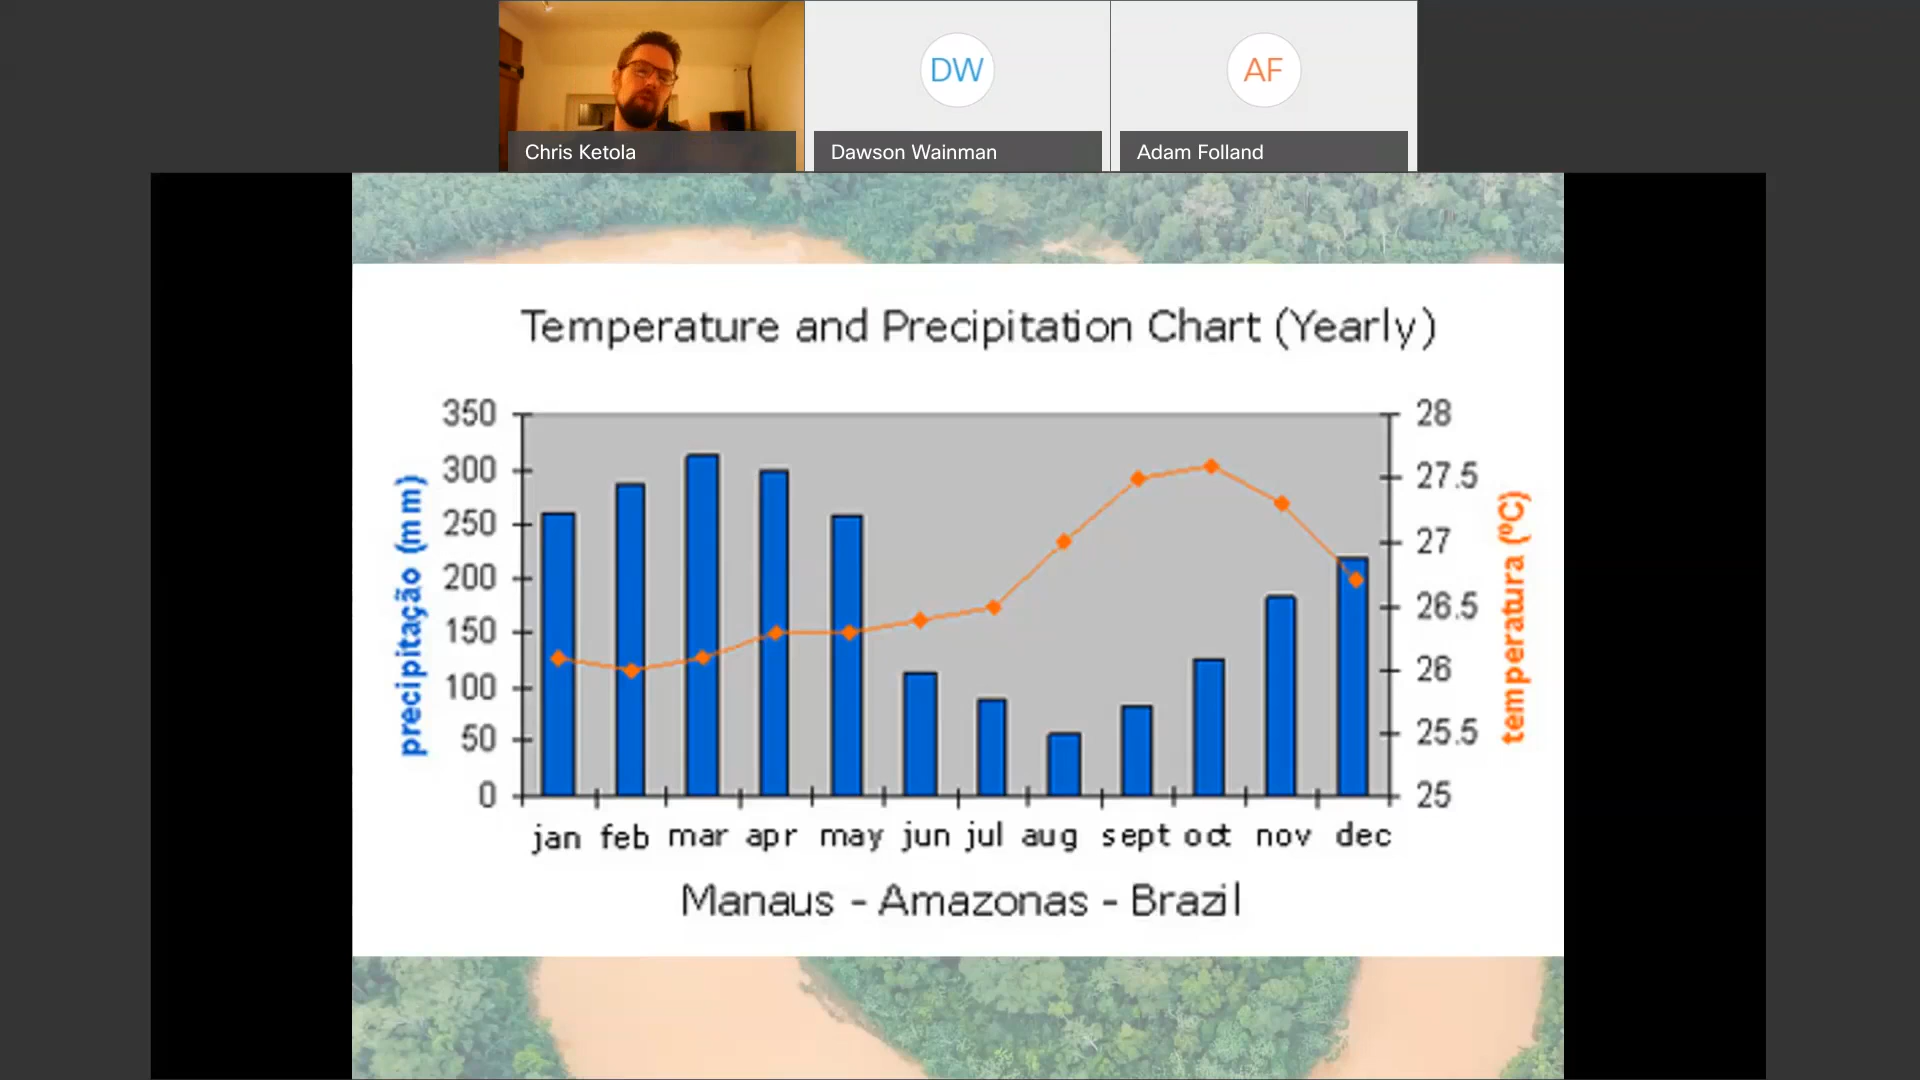 DW
AF
Chris Ketola
Dawson Wainman
Adam Folland
Temperature and Precipitation Chart (Yearly)
350
300
250
200
150
100
50
0
precipitação (mm)
28
27.5
27
26.5
26
25.5
25
temperatura (ºC)
jan feb mar apr may jun jul aug sept oct nov dec
Manaus - Amazonas - Brazil